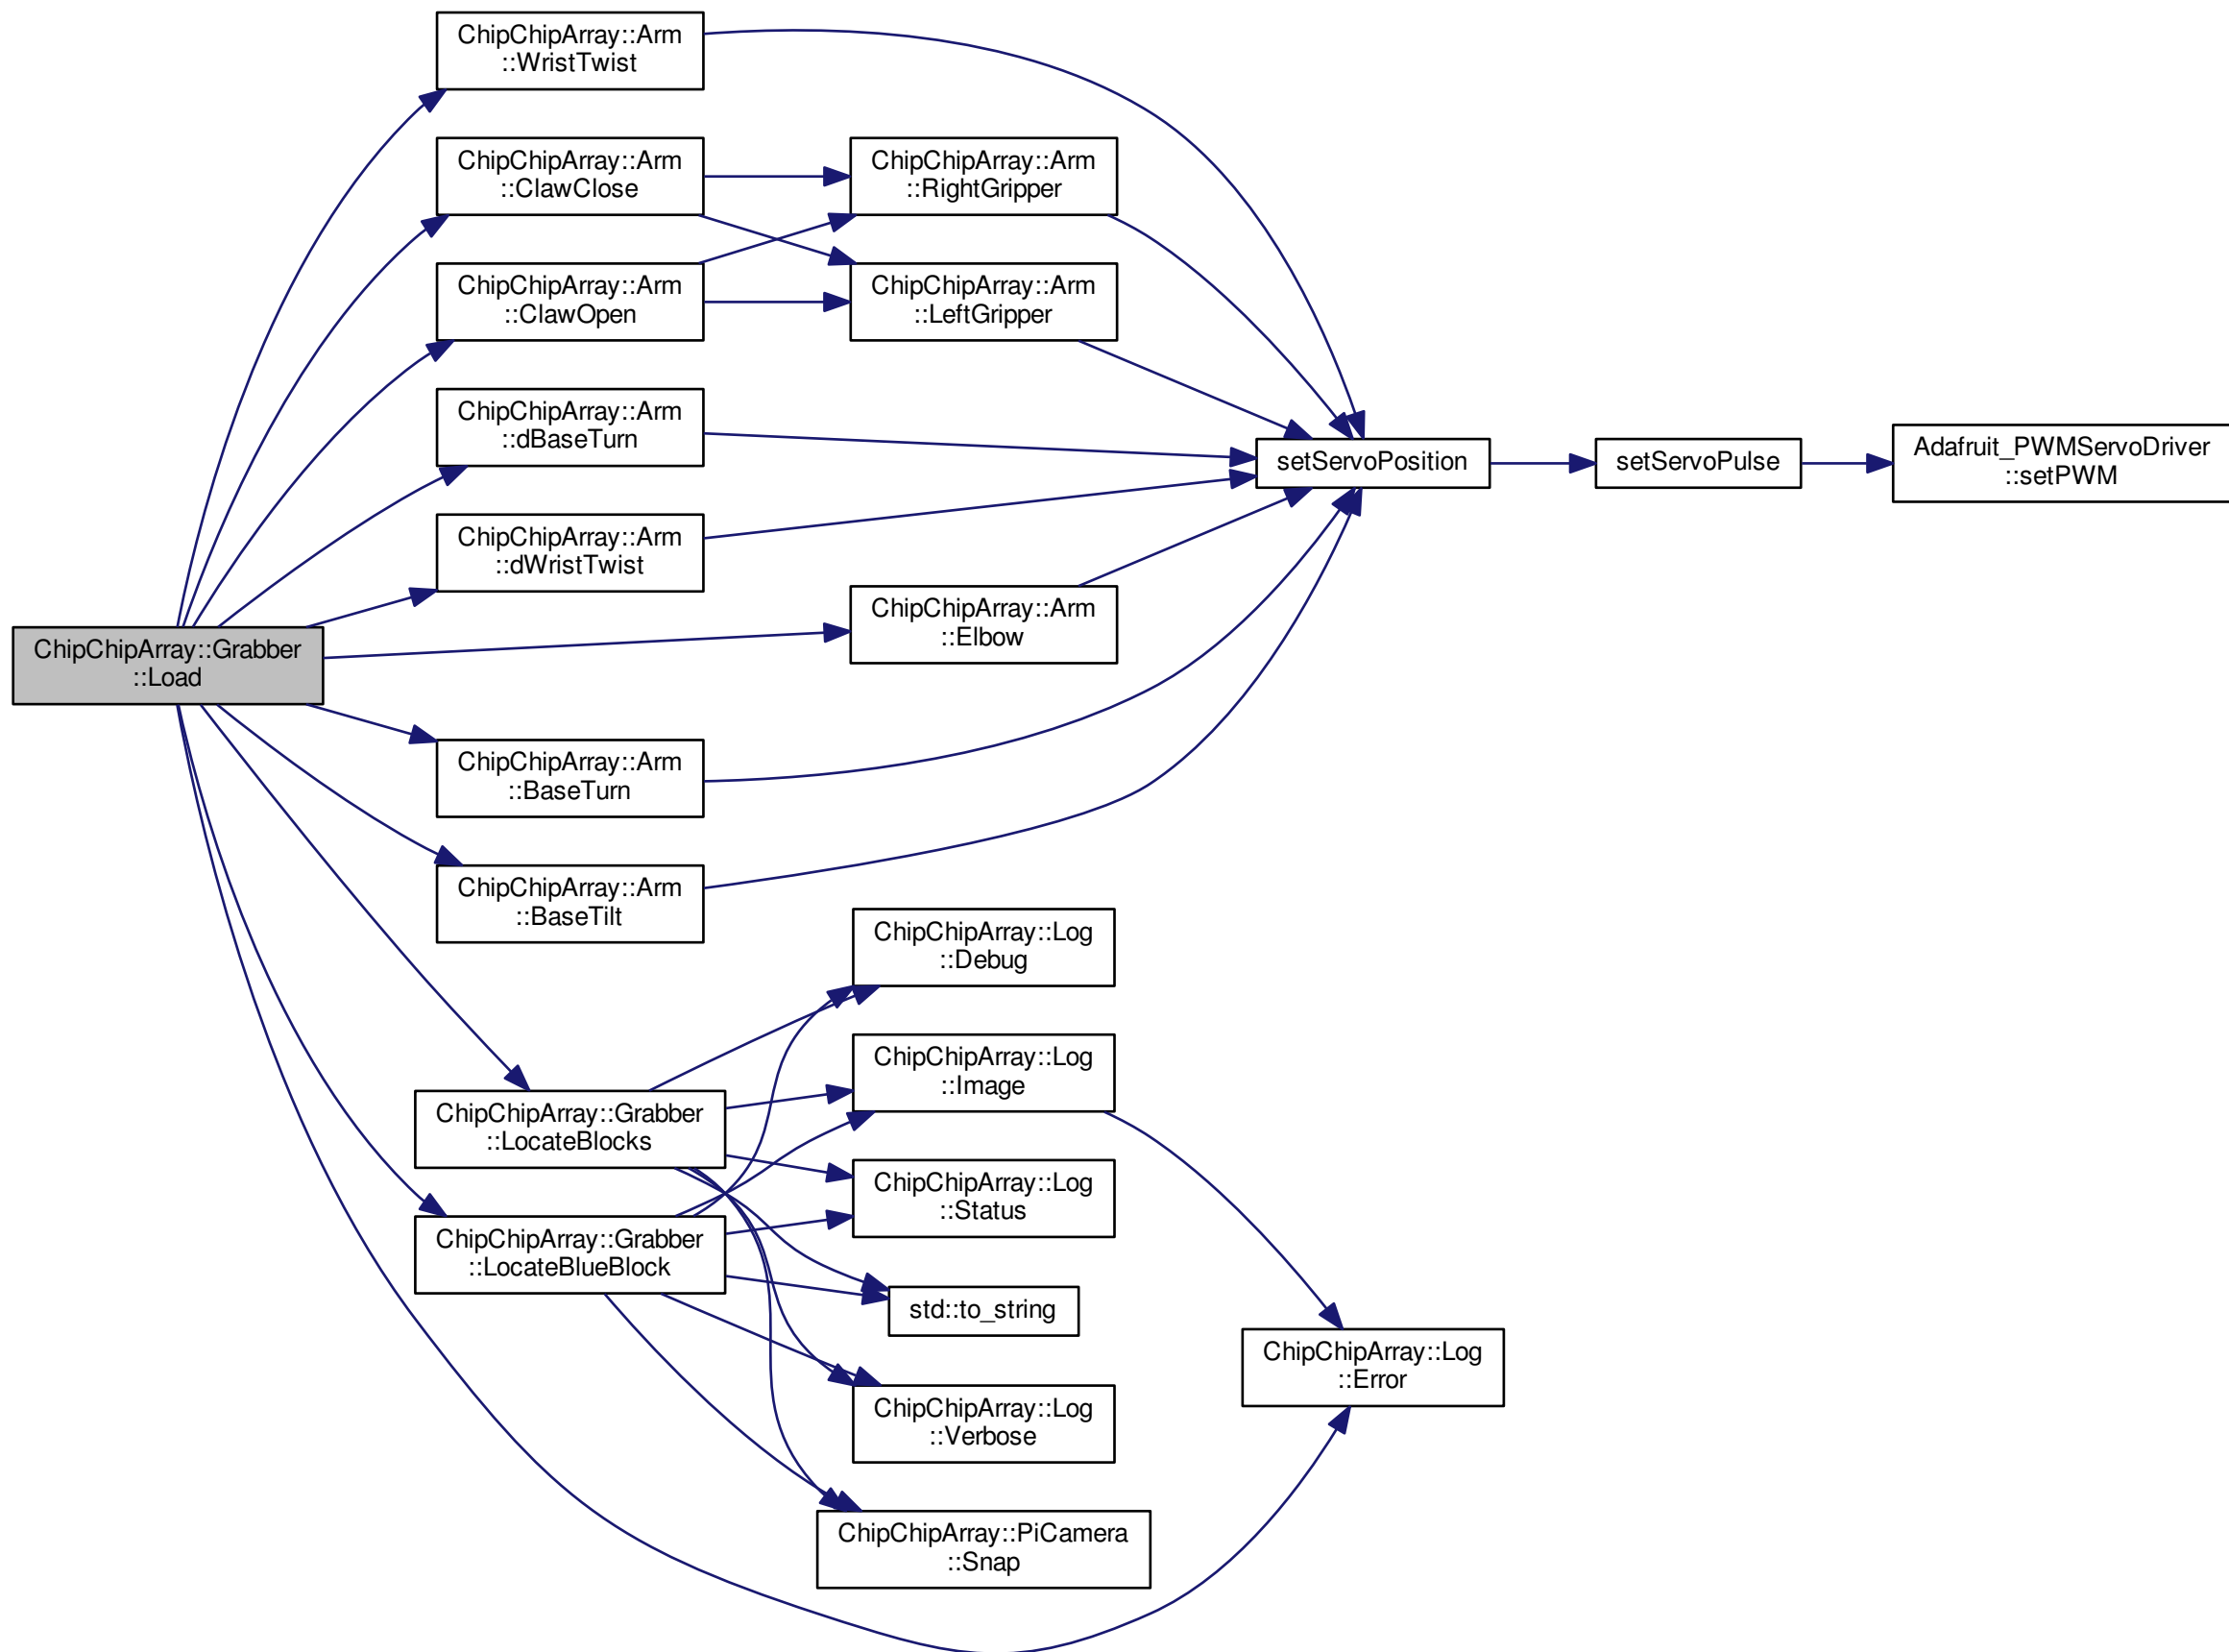 ChipChipArray::Grabber
::Load
ChipChipArray::Arm
::WristTwist
ChipChipArray::Arm
::ClawClose
ChipChipArray::Arm
::ClawOpen
ChipChipArray::Arm
::dBaseTurn
ChipChipArray::Arm
::dWristTwist
ChipChipArray::Arm
::BaseTurn
ChipChipArray::Arm
::BaseTilt
ChipChipArray::Grabber
::LocateBlocks
ChipChipArray::Grabber
::LocateBlueBlock
ChipChipArray::Arm
::RightGripper
ChipChipArray::Arm
::LeftGripper
ChipChipArray::Arm
::Elbow
ChipChipArray::Log
::Debug
ChipChipArray::Log
::Image
ChipChipArray::Log
::Status
std::to_string
ChipChipArray::Log
::Verbose
ChipChipArray::PiCamera
::Snap
setServoPosition
ChipChipArray::Log
::Error
setServoPulse
Adafruit_PWMServoDriver
::setPWM